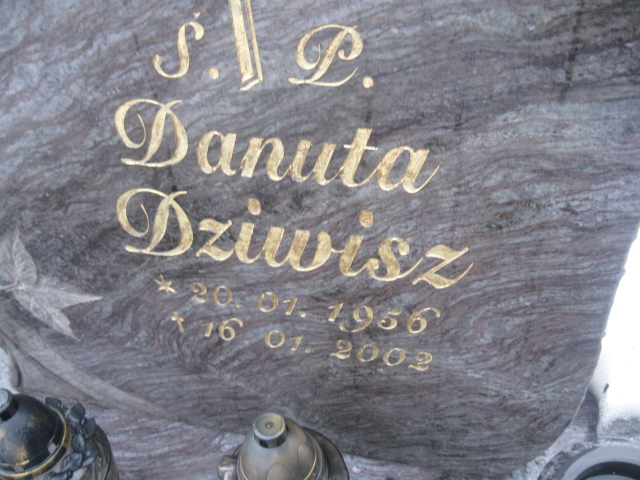 Ś. P.
Danuta
Dziwisz
* 20. 01. 1956
† 16. 01. 2002